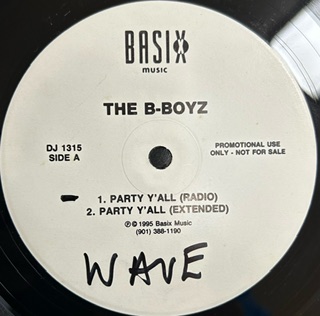 BASIX
MUSIC
THE B-BOYZ
DJ 1315
SIDE A
PROMOTIONAL USE
ONLY - NOT FOR SALE
1. PARTY Y'ALL (RADIO)
2. PARTY Y'ALL (EXTENDED)
℗ © 1995 Basix Music
(901) 388-1190
WAVE